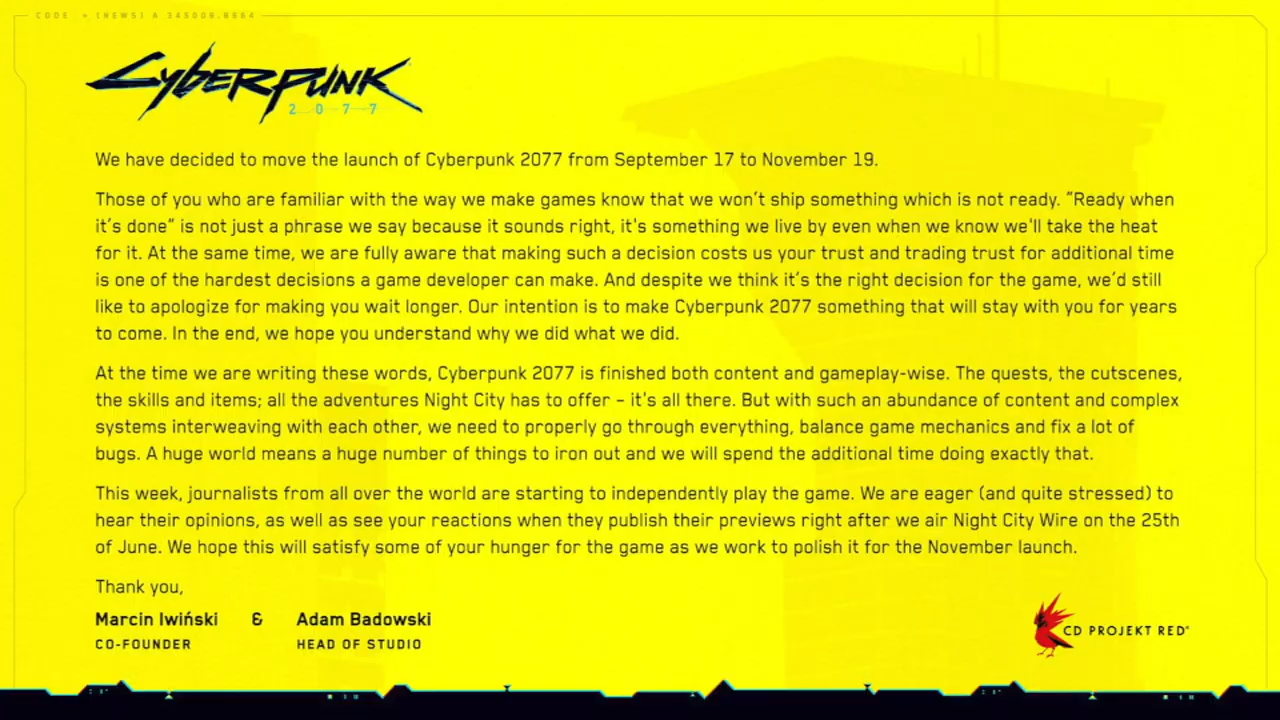 CODE
Cyberpunk
2077
We have decided to move the launch of Cyberpunk 2077 from September 17 to November 19.
Those of you who are familiar with the way we make games know that we won’t ship something which is not ready. “Ready when
it’s done” is not just a phrase we say because it sounds right, it's something we live by even when we know we'll take the heat
for it. At the same time, we are fully aware that making such a decision costs us your trust and trading trust for additional time
is one of the hardest decisions a game developer can make. And despite we think it’s the right decision for the game, we’d still
like to apologize for making you wait longer. Our intention is to make Cyberpunk 2077 something that will stay with you for years
to come. In the end, we hope you understand why we did what we did.
At the time we are writing these words, Cyberpunk 2077 is finished both content and gameplay-wise. The quests, the cutscenes,
the skills and items; all the adventures Night City has to offer – it’s all there. But with such an abundance of content and complex
systems interweaving with each other, we need to properly go through everything, balance game mechanics and fix a lot of
bugs. A huge world means a huge number of things to iron out and we will spend the additional time doing exactly that.
This week, journalists from all over the world are starting to independently play the game. We are eager (and quite stressed) to
hear their opinions, as well as see your reactions when they publish their previews right after we air Night City Wire on the 25th
of June. We hope this will satisfy some of your hunger for the game as we work to polish it for the November launch.
Thank you,
Marcin Iwiński & Adam Badowski
CO-FOUNDER HEAD OF STUDIO
CD PROJEKT RED®